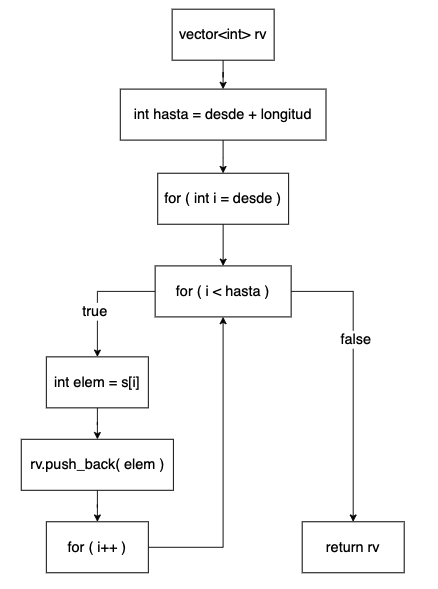 vector<int> rv
int hasta = desde + longitud
for ( int i = desde )
for ( i < hasta )
true
false
int elem = s[i]
rv.push_back( elem )
for ( i++ )
return rv